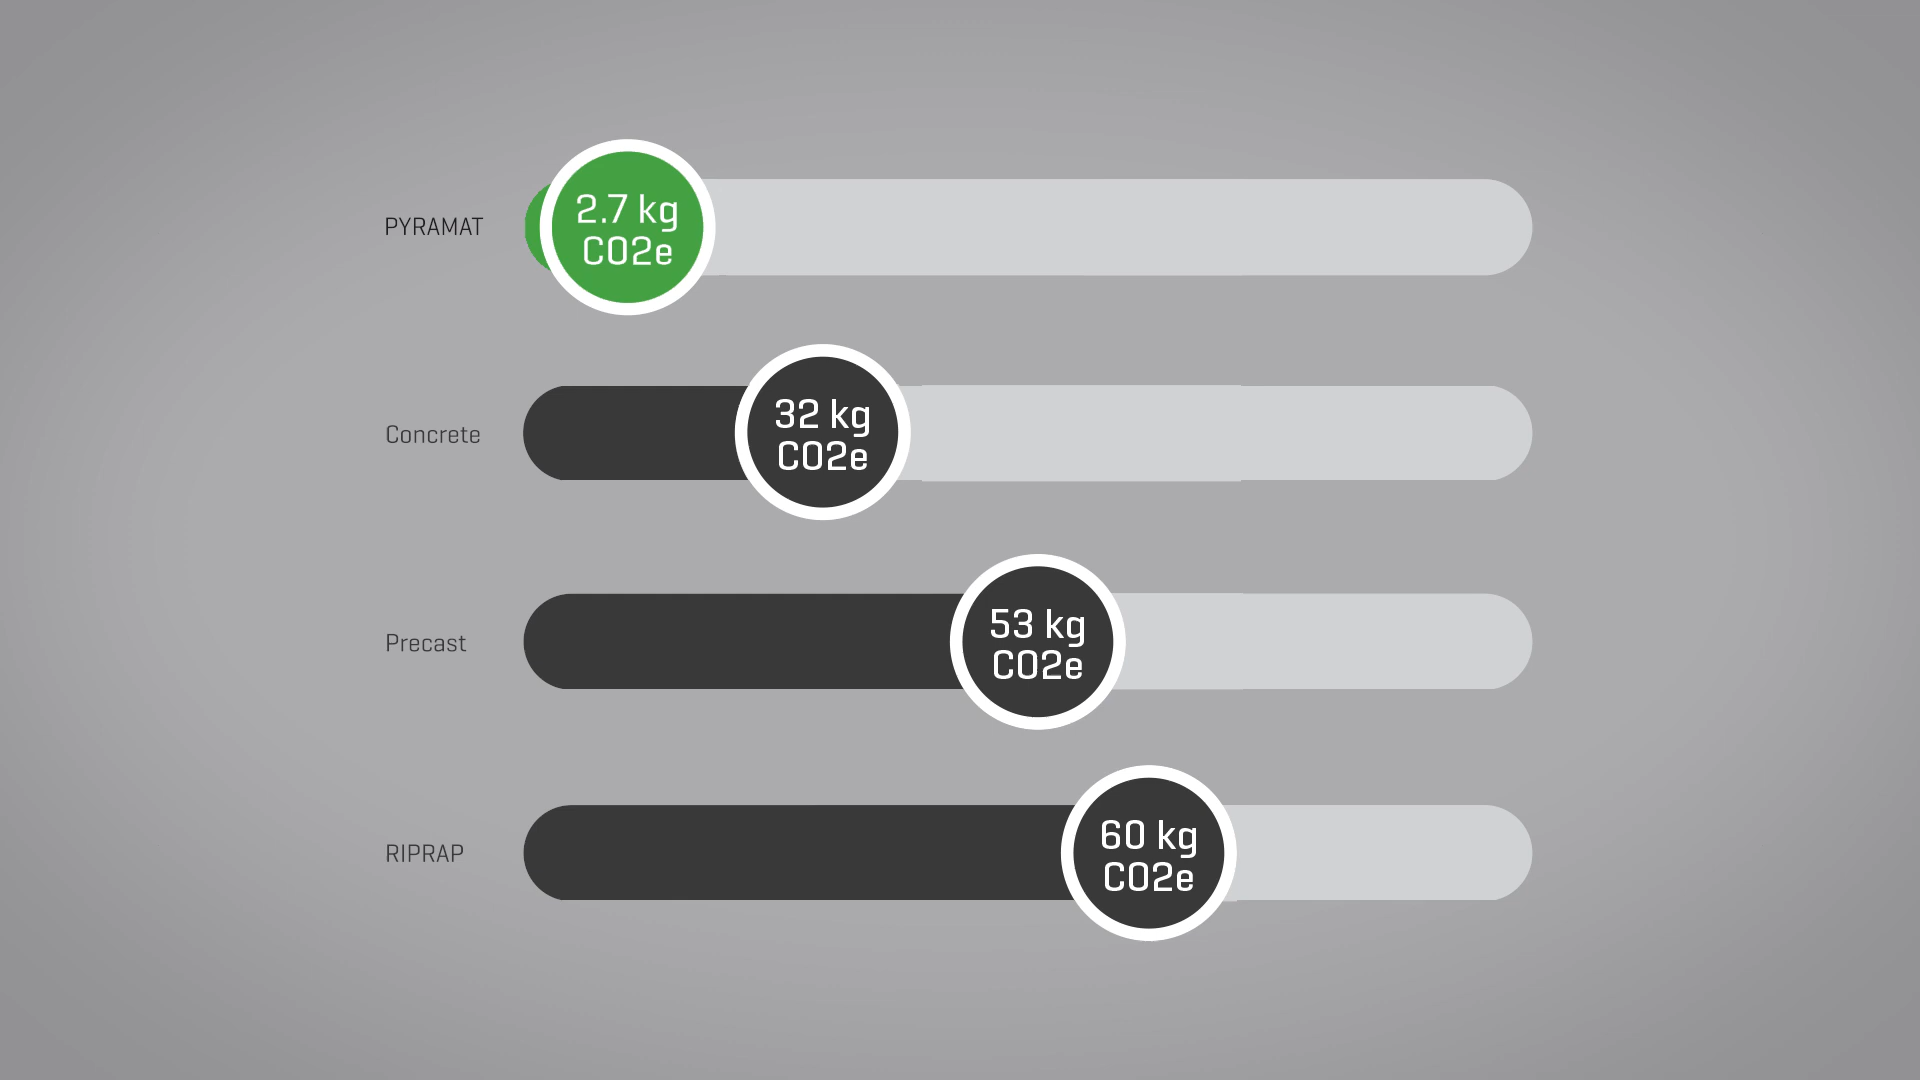 PYRAMAT
2.7 kg
CO2e
Concrete
32 kg
CO2e
Precast
53 kg
CO2e
RIPRAP
60 kg
CO2e